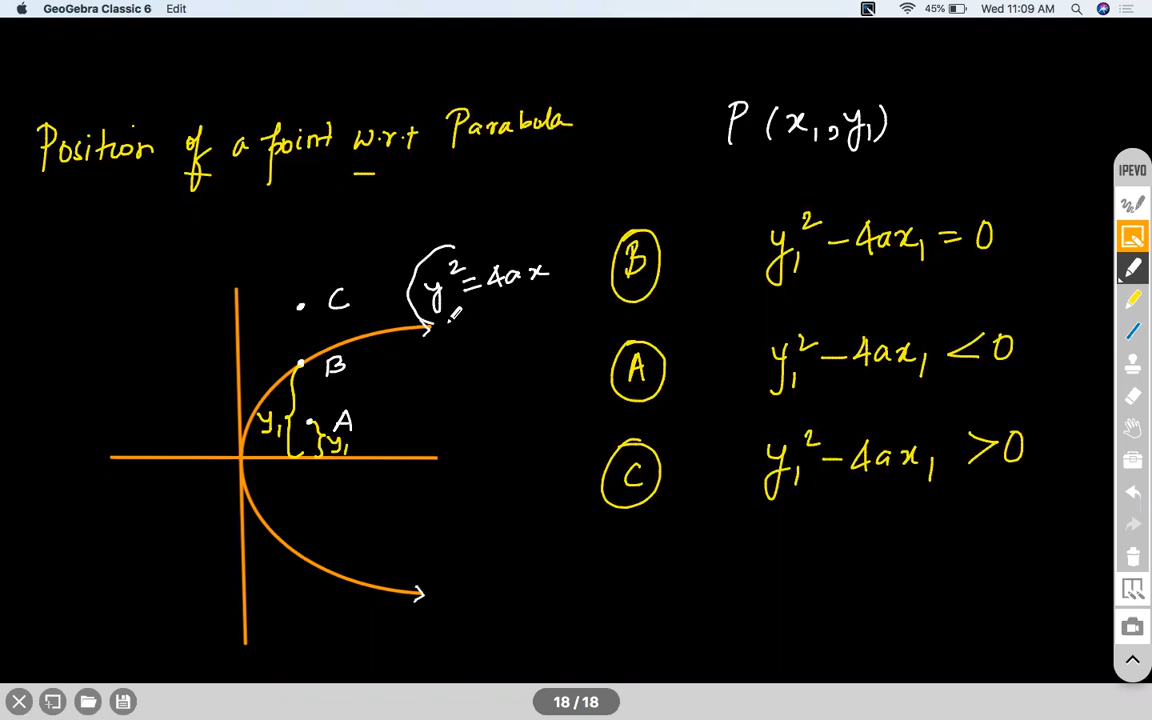 GeoGebra Classic 6 Edit 45% Wed 11:09 AM
Position of a point w.r.t Parabola
P (x₁, y₁)
IPEVO
y² = 4ax
C
B
A
y₁
y₁
B y₁² − 4ax₁ = 0
A y₁² − 4ax₁ < 0
C y₁² − 4ax₁ > 0
18 / 18